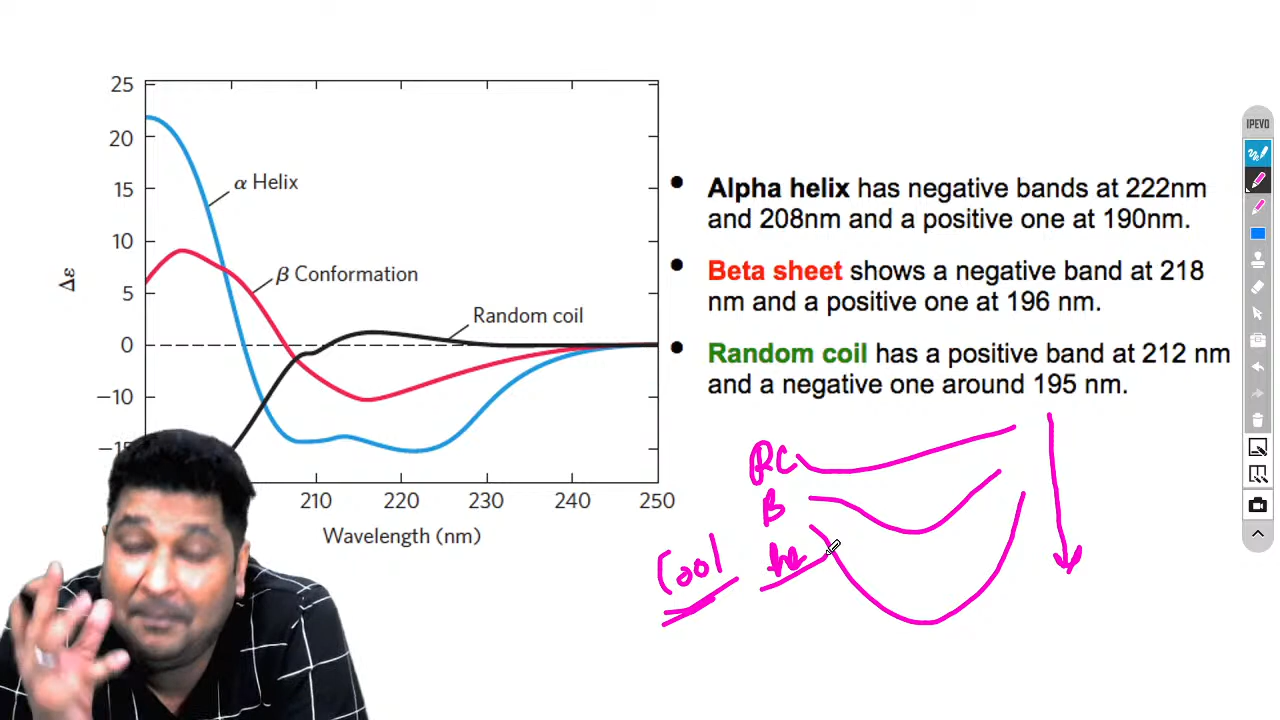 25
20
15
10
5
0
−10
α Helix
β Conformation
Random coil
Δε
210
220
230
240
250
Wavelength (nm)
• Alpha helix has negative bands at 222nm
and 208nm and a positive one at 190nm.
• Beta sheet shows a negative band at 218
nm and a positive one at 196 nm.
• Random coil has a positive band at 212 nm
and a negative one around 195 nm.
RC
B
Cool
IPEVO